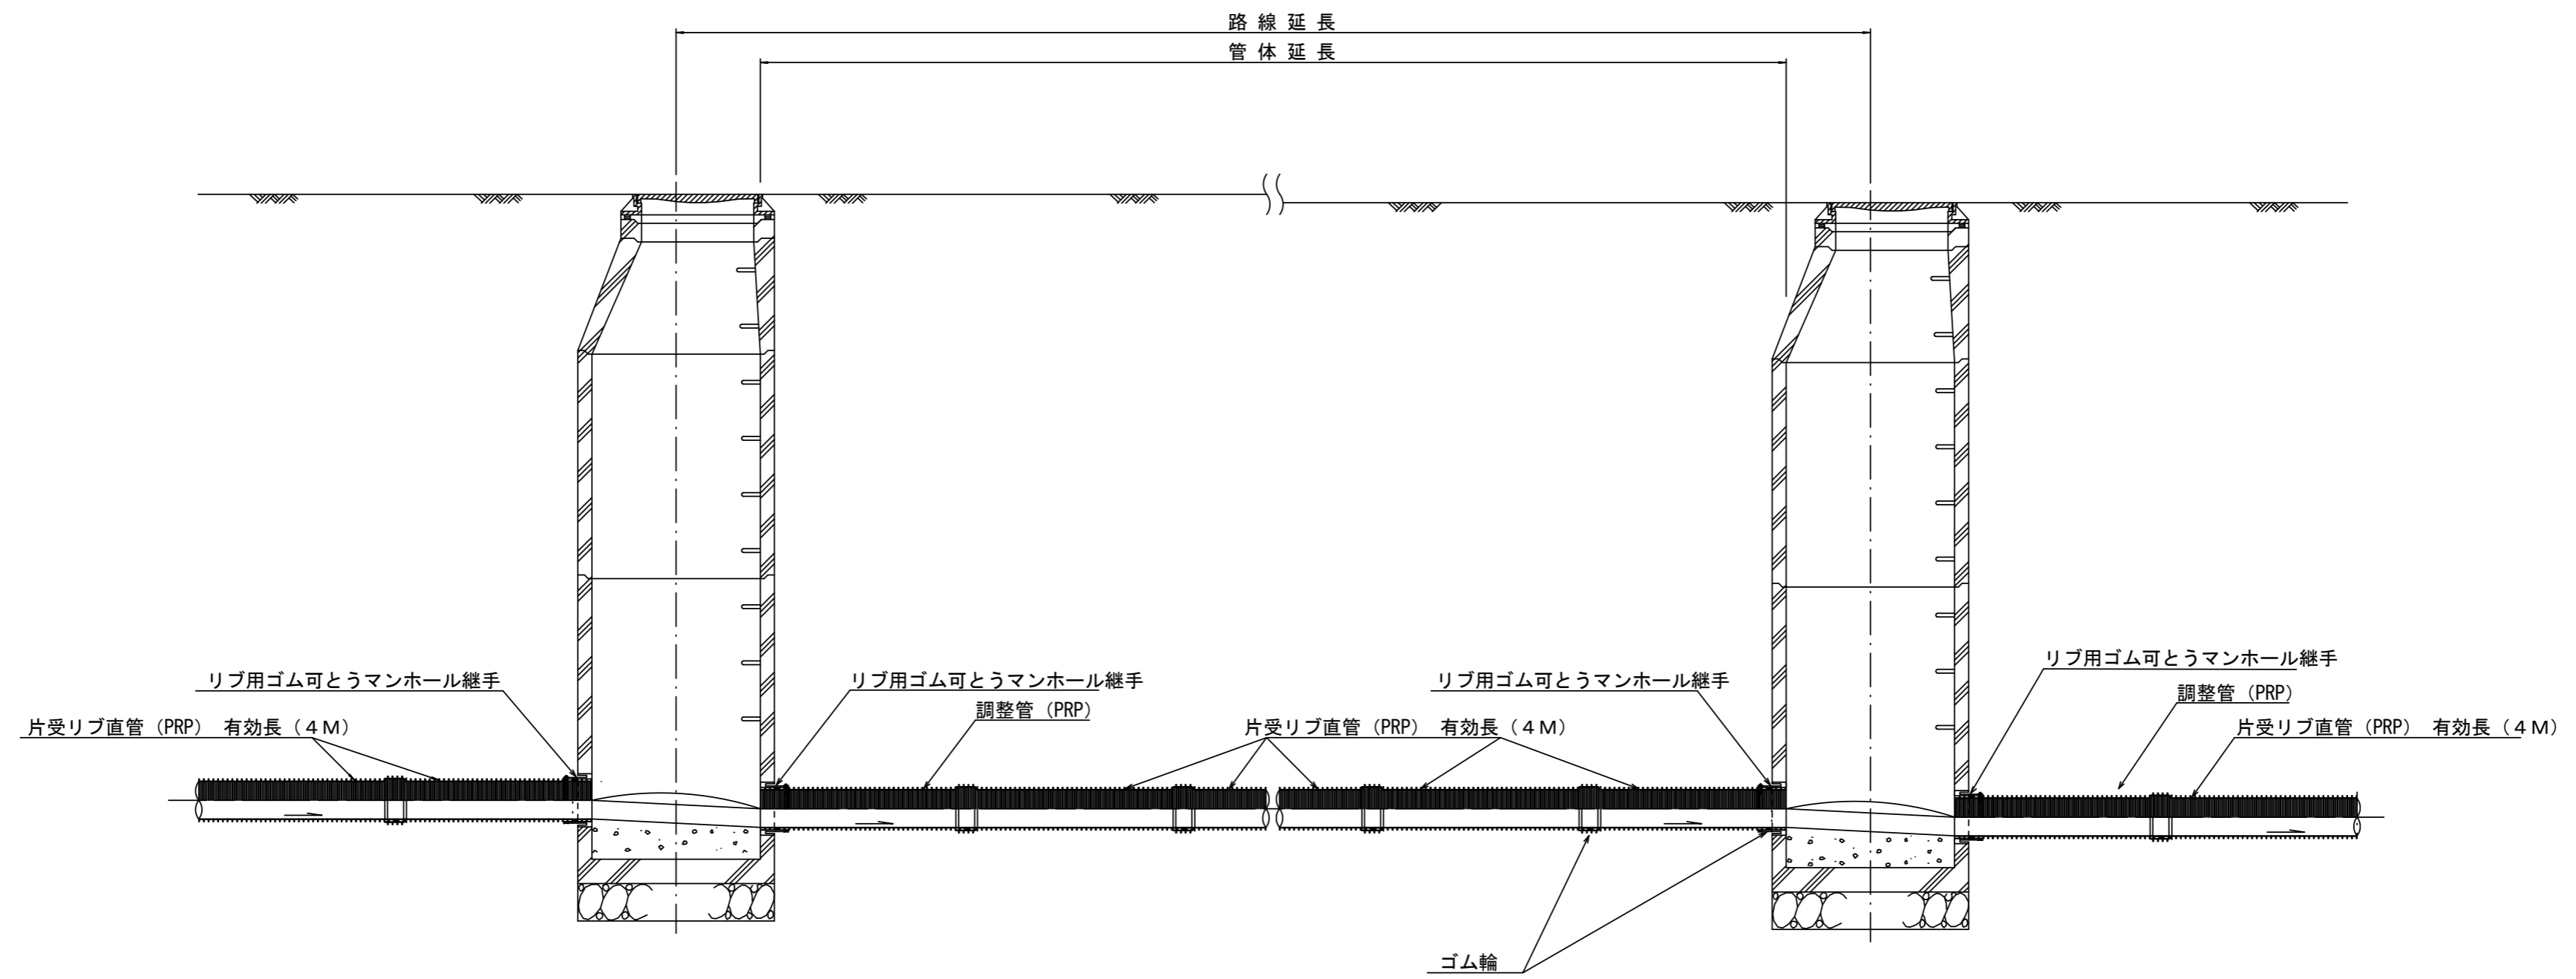 路線延長
管体延長
リブ用ゴム可とうマンホール継手
リブ用ゴム可とうマンホール継手
リブ用ゴム可とうマンホール継手
リブ用ゴム可とうマンホール継手
調整管（PRP）
調整管（PRP）
片受リブ直管（PRP） 有効長（４Ｍ）
片受リブ直管（PRP） 有効長（４Ｍ）
片受リブ直管（PRP） 有効長（４Ｍ）
ゴム輪